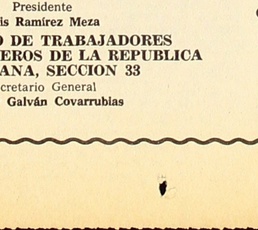 Presidente
is Ramírez Meza
O DE TRABAJADORES
EROS DE LA REPUBLICA
ANA, SECCION 33
cretario General
Galván Covarrubias